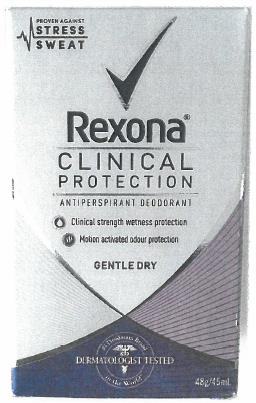 PROVEN AGAINST
STRESS
SWEAT
Rexona®
CLINICAL
PROTECTION
ANTIPERSPIRANT DEODORANT
Clinical strength wetness protection
Motion activated odour protection
GENTLE DRY
#1 Deodorant Brand
DERMATOLOGIST TESTED
in the World
48g/45mL